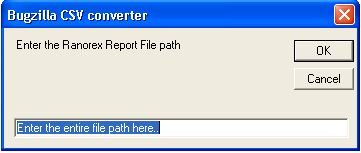 Bugzilla CSV converter
Enter the Ranorex Report File path
OK
Cancel
Enter the entire file path here..